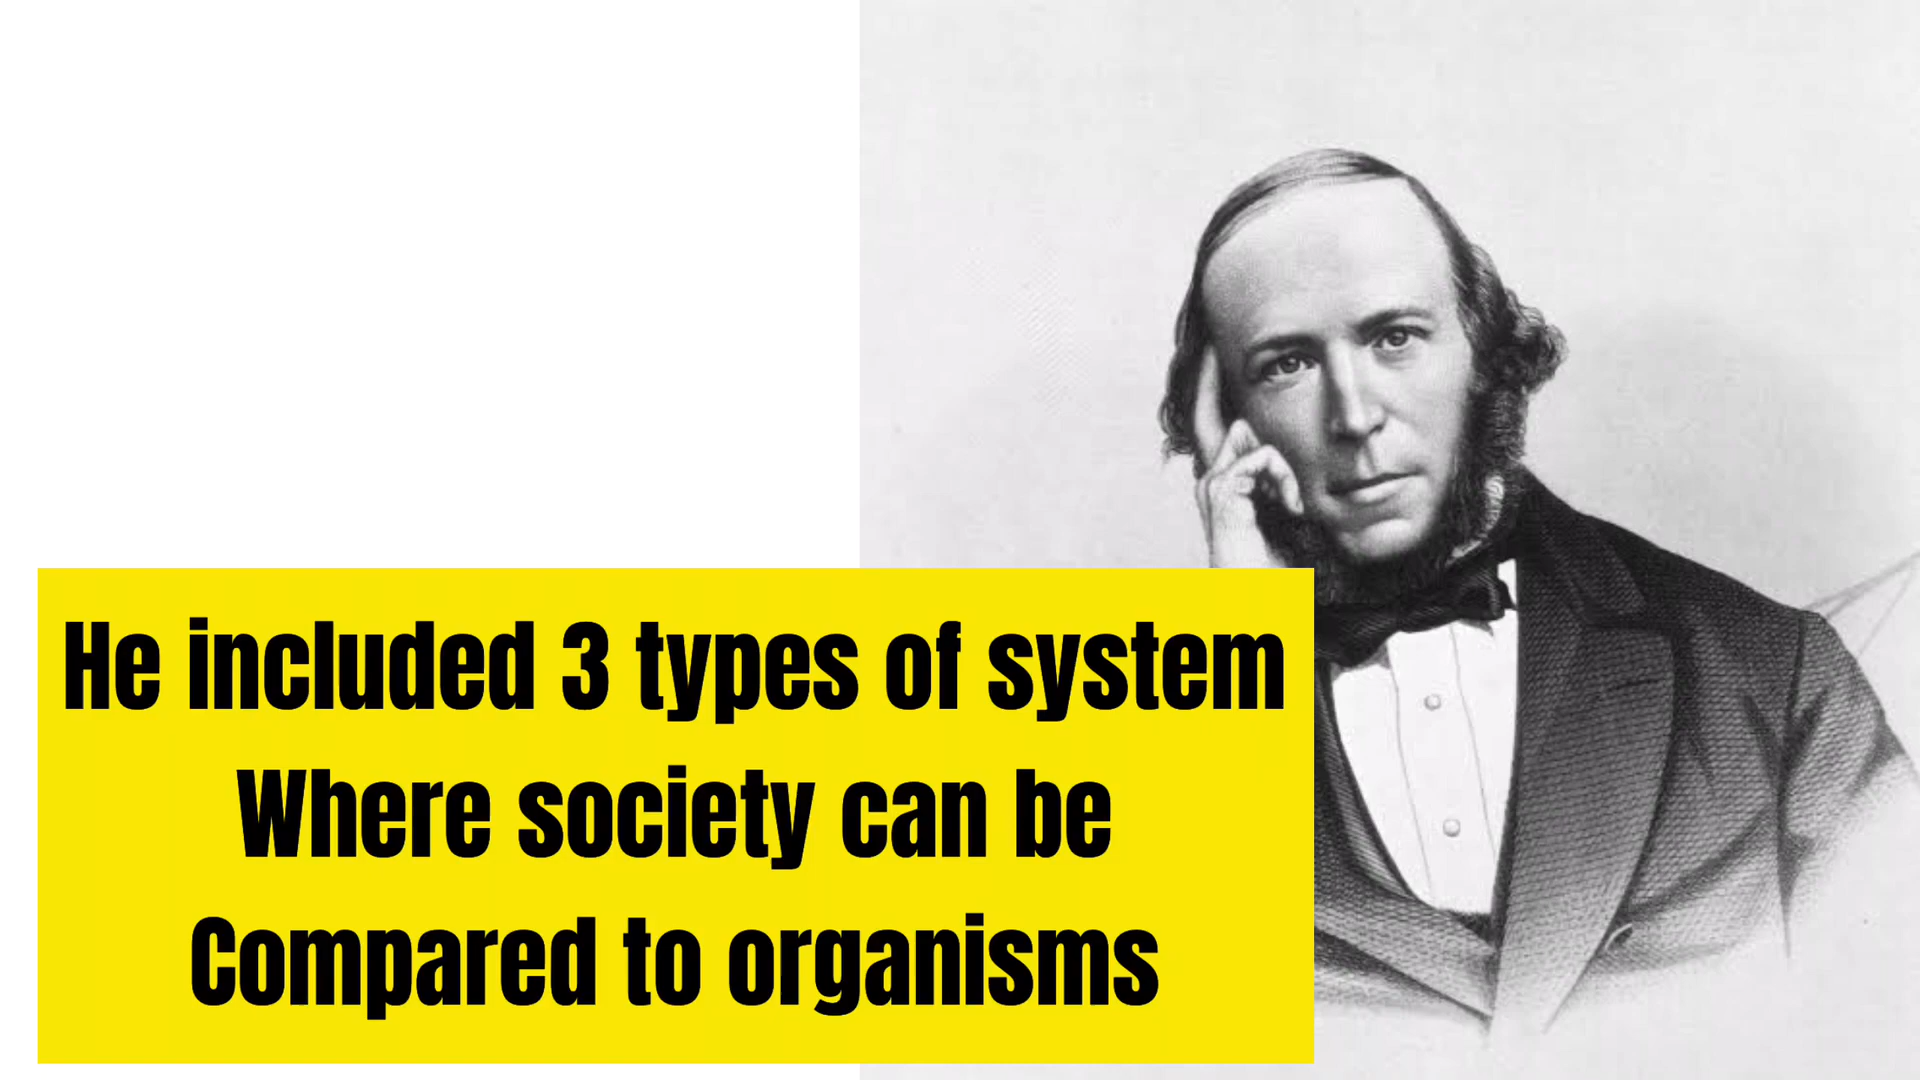 He included 3 types of system
Where society can be
Compared to organisms